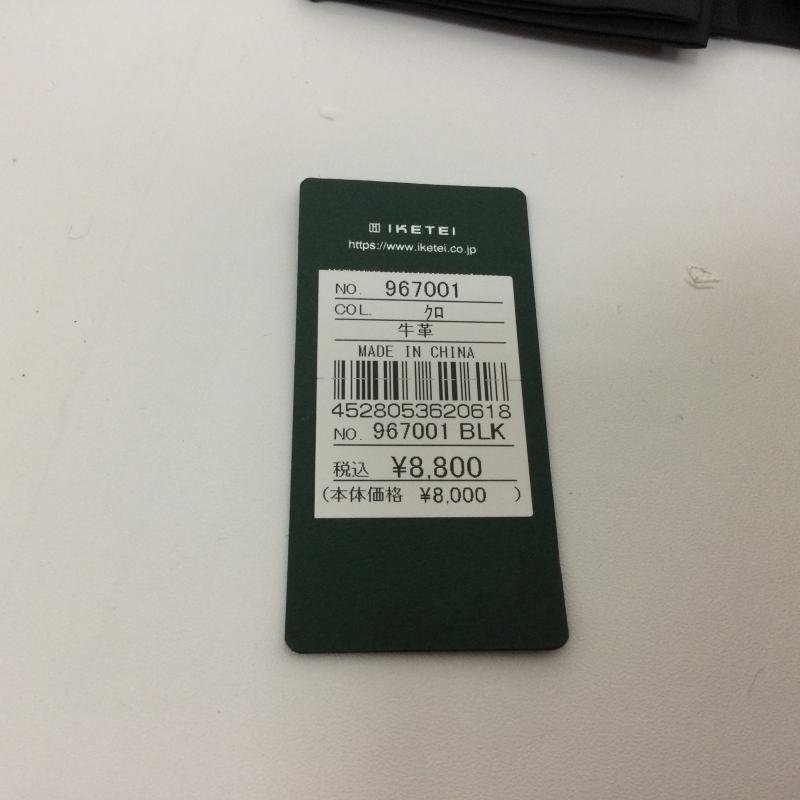 IKETEI
https://www.iketei.co.jp
NO. 967001
COL. クロ
牛革
MADE IN CHINA
4528053620618
NO. 967001 BLK
税込 ¥8,800
(本体価格 ¥8,000 )